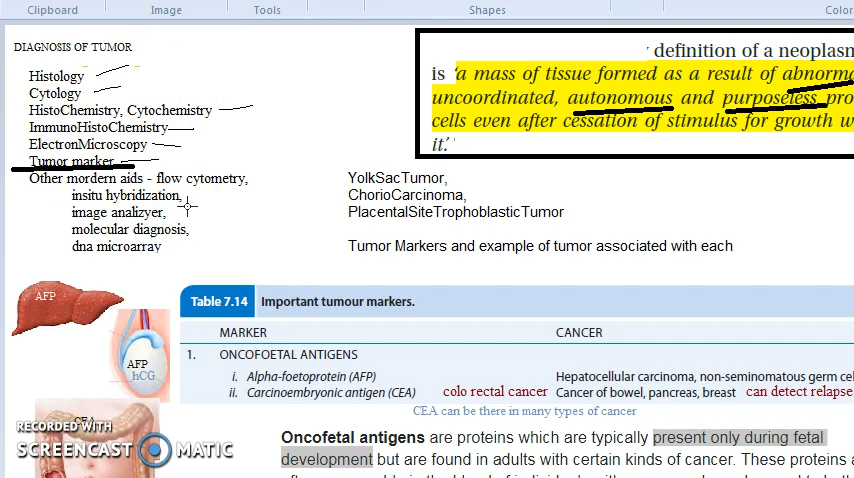 Clipboard
Image
Tools
Shapes
Color
DIAGNOSIS OF TUMOR
Histology
Cytology
HistoChemistry, Cytochemistry
ImmunoHistoChemistry
ElectronMicroscopy
Tumor marker
Other mordern aids - flow cytometry,
insitu hybridization,
image analizyer,
molecular diagnosis,
dna microarray
definition of a neoplasm
is 'a mass of tissue formed as a result of abnorma
uncoordinated, autonomous and purposeless pro
cells even after cessation of stimulus for growth w
it.'
YolkSacTumor,
ChorioCarcinoma,
PlacentalSiteTrophoblasticTumor
Tumor Markers and example of tumor associated with each
AFP
AFP
hCG
CEA
Table 7.14 Important tumour markers.
MARKER CANCER
1. ONCOFOETAL ANTIGENS
i. Alpha-foetoprotein (AFP) Hepatocellular carcinoma, non-seminomatous germ cel
ii. Carcinoembryonic antigen (CEA) colo rectal cancer Cancer of bowel, pancreas, breast can detect relapse
CEA can be there in many types of cancer
Oncofetal antigens are proteins which are typically present only during fetal
development but are found in adults with certain kinds of cancer. These proteins a
RECORDED WITH
SCREENCAST MATIC